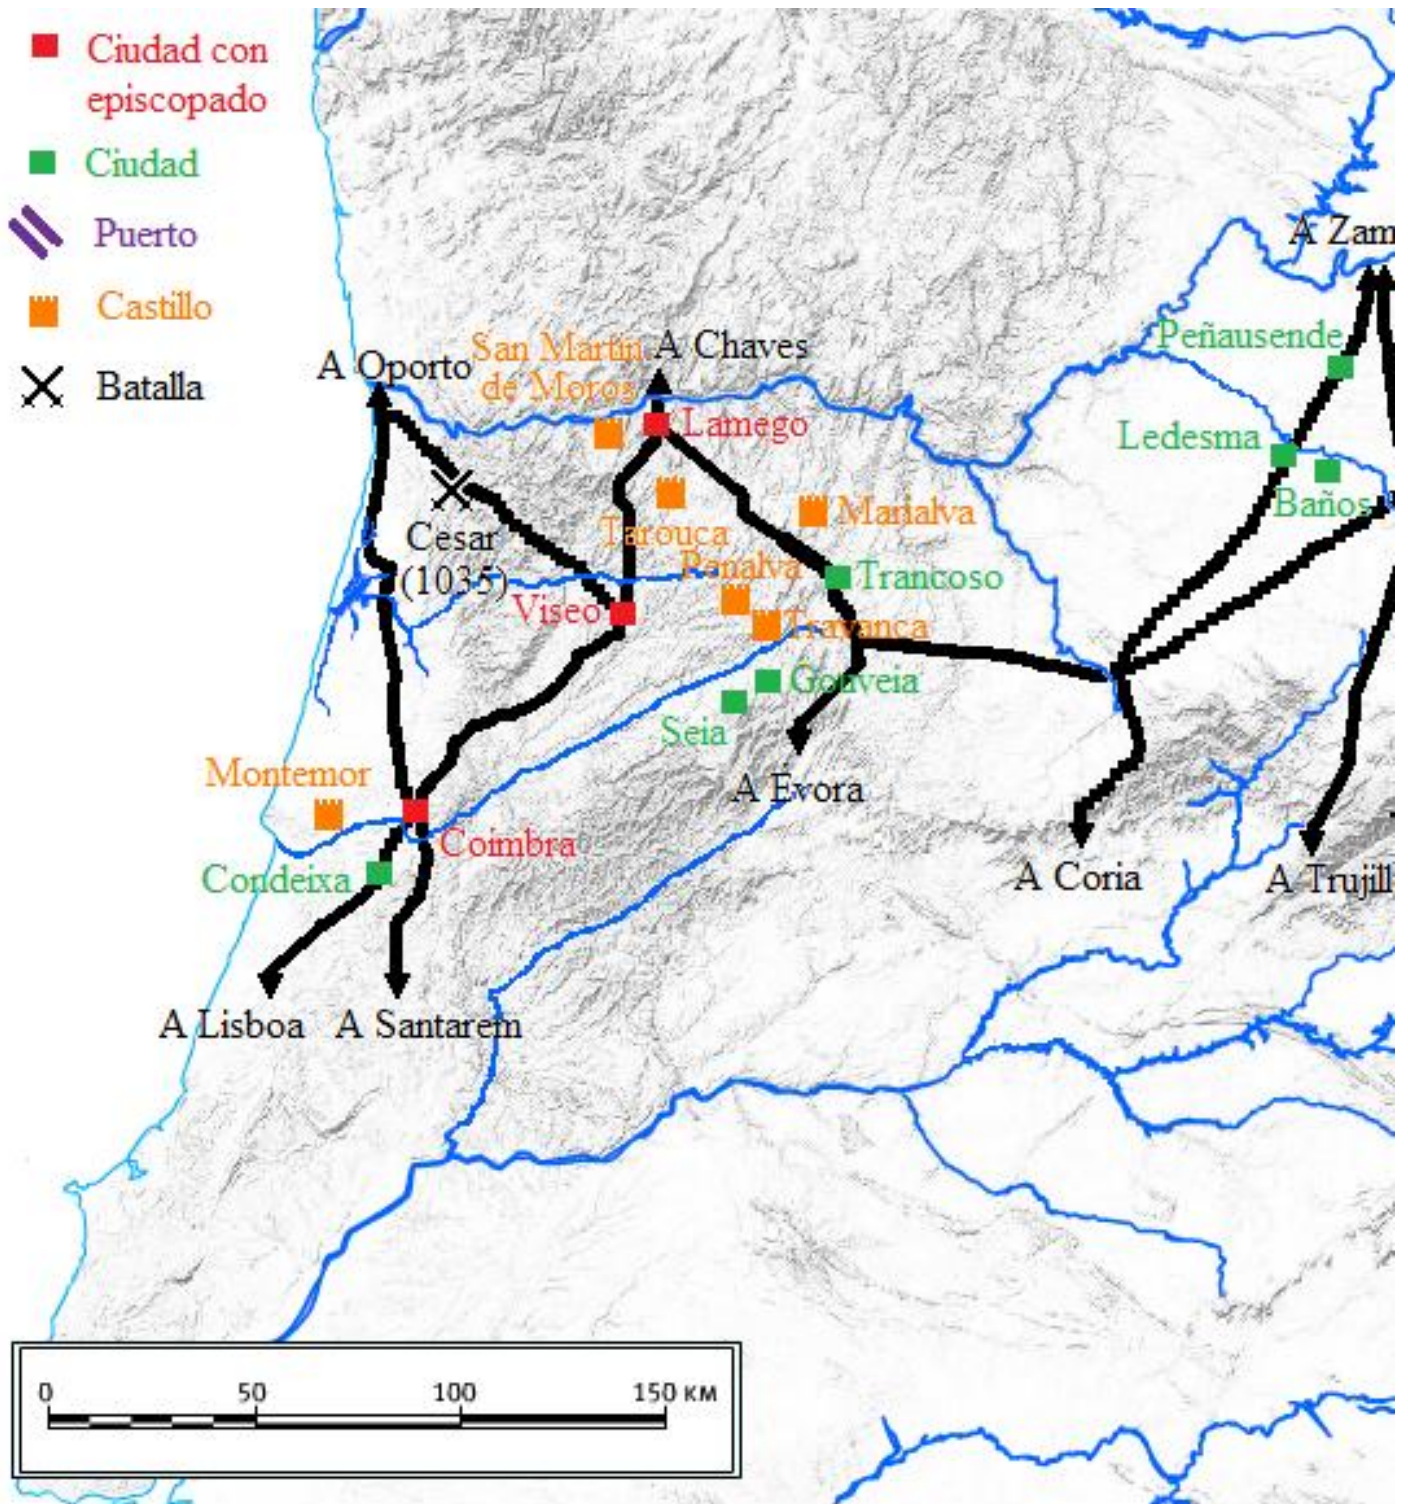 Ciudad con
episcopado
Ciudad
Puerto
Castillo
Batalla
A Zam
Peñausende
San Martín
de Moros
A Chaves
A Oporto
Lamego
Ledesma
Baños
Marialva
Tarouca
Cesar
(1035)
Penalva
Trancoso
Viseo
Travanca
Gouveia
Seia
Montemor
A Évora
Coimbra
Condeixa
A Coria
A Trujill
A Lisboa
A Santarem
0 50 100 150 км